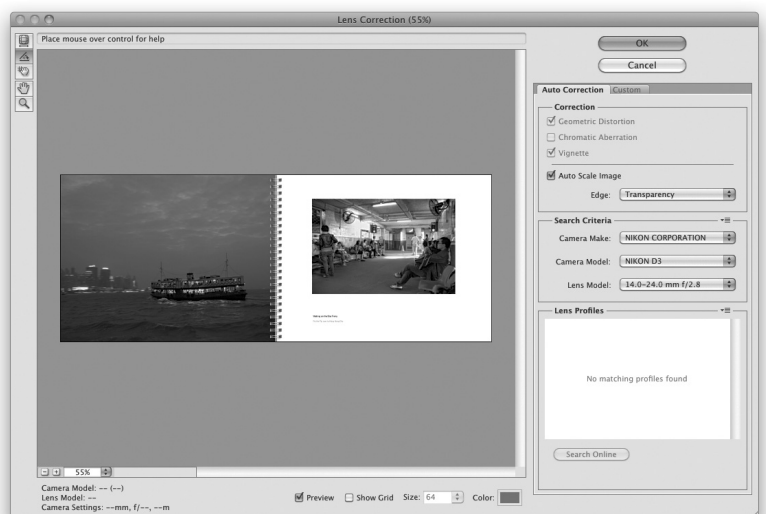 Lens Correction (55%)
Place mouse over control for help
OK
Cancel
Auto Correction
Custom
Correction
Geometric Distortion
Chromatic Aberration
Vignette
Auto Scale Image
Edge: Transparency
Search Criteria
Camera Make: NIKON CORPORATION
Camera Model: NIKON D3
Lens Model: 14.0-24.0 mm f/2.8
Lens Profiles
No matching profiles found
Search Online
55%
Camera Model: -- (--)
Lens Model: --
Camera Settings: --mm, f/--, --m
Preview Show Grid Size: 64 Color: